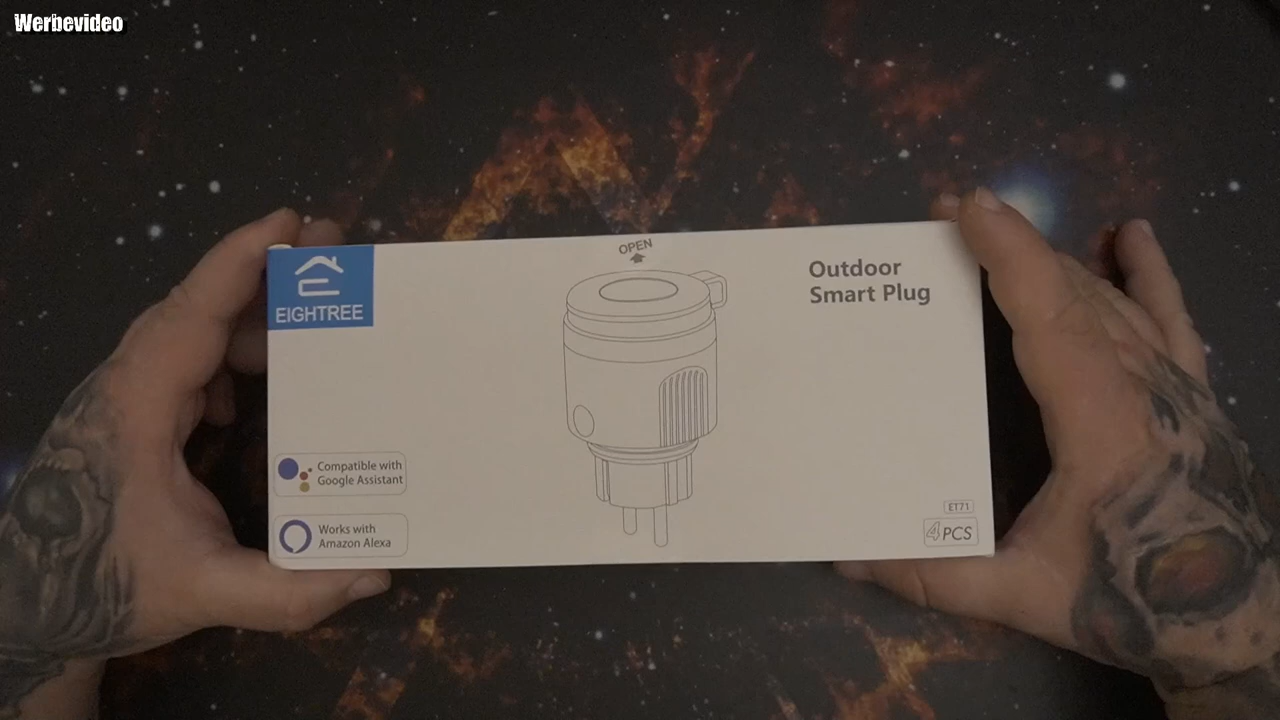 Werbevideo
OPEN
EIGHTREE
Outdoor
Smart Plug
Compatible with
Google Assistant
Works with
Amazon Alexa
ET71
4PCS